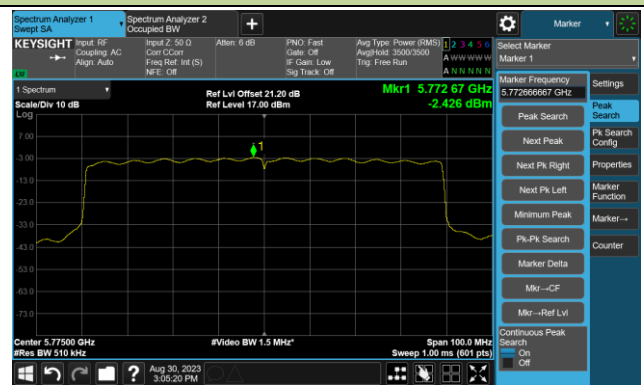 Spectrum Analyzer 1
Swept SA
Spectrum Analyzer 2
Occupied BW
+
Marker
KEYSIGHT
Input: RF
Coupling: AC
Align: Auto
Input Z: 50 Ω
Corr CCorr
Freq Ref: Int (S)
NFE: Off
Atten: 6 dB
PNO: Fast
Gate: Off
IF Gain: Low
Sig Track: Off
Avg Type: Power (RMS)
Avg|Hold: 3500/3500
Trig: Free Run
1 2 3 4 5 6
A W W W W W
A N N N N N
Select Marker
Marker 1
LXI
1 Spectrum
Scale/Div 10 dB
Log
Ref Lvl Offset 21.20 dB
Ref Level 17.00 dBm
Mkr1 5.772 67 GHz
-2.426 dBm
7.00
-3.00
-13.0
-23.0
-33.0
-43.0
-53.0
-63.0
-73.0
1
Center 5.77500 GHz
#Res BW 510 kHz
#Video BW 1.5 MHz*
Span 100.0 MHz
Sweep 1.00 ms (601 pts)
Marker Frequency
5.772666667 GHz
Peak Search
Next Peak
Next Pk Right
Next Pk Left
Minimum Peak
Pk-Pk Search
Marker Delta
Mkr→CF
Mkr→Ref Lvl
Continuous Peak
Search
On
Off
Settings
Peak
Search
Pk Search
Config
Properties
Marker
Function
Marker→
Counter
?
Aug 30, 2023
3:05:20 PM